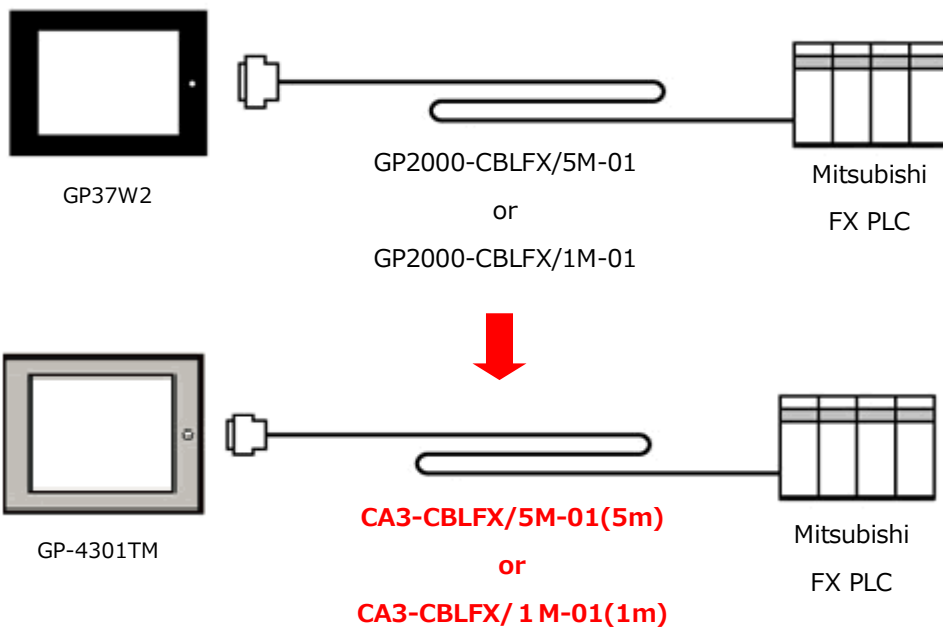 GP37W2
GP2000-CBLFX/5M-01
or
GP2000-CBLFX/1M-01
Mitsubishi
FX PLC
GP-4301TM
CA3-CBLFX/5M-01(5m)
or
CA3-CBLFX/１M-01(1m)
Mitsubishi
FX PLC